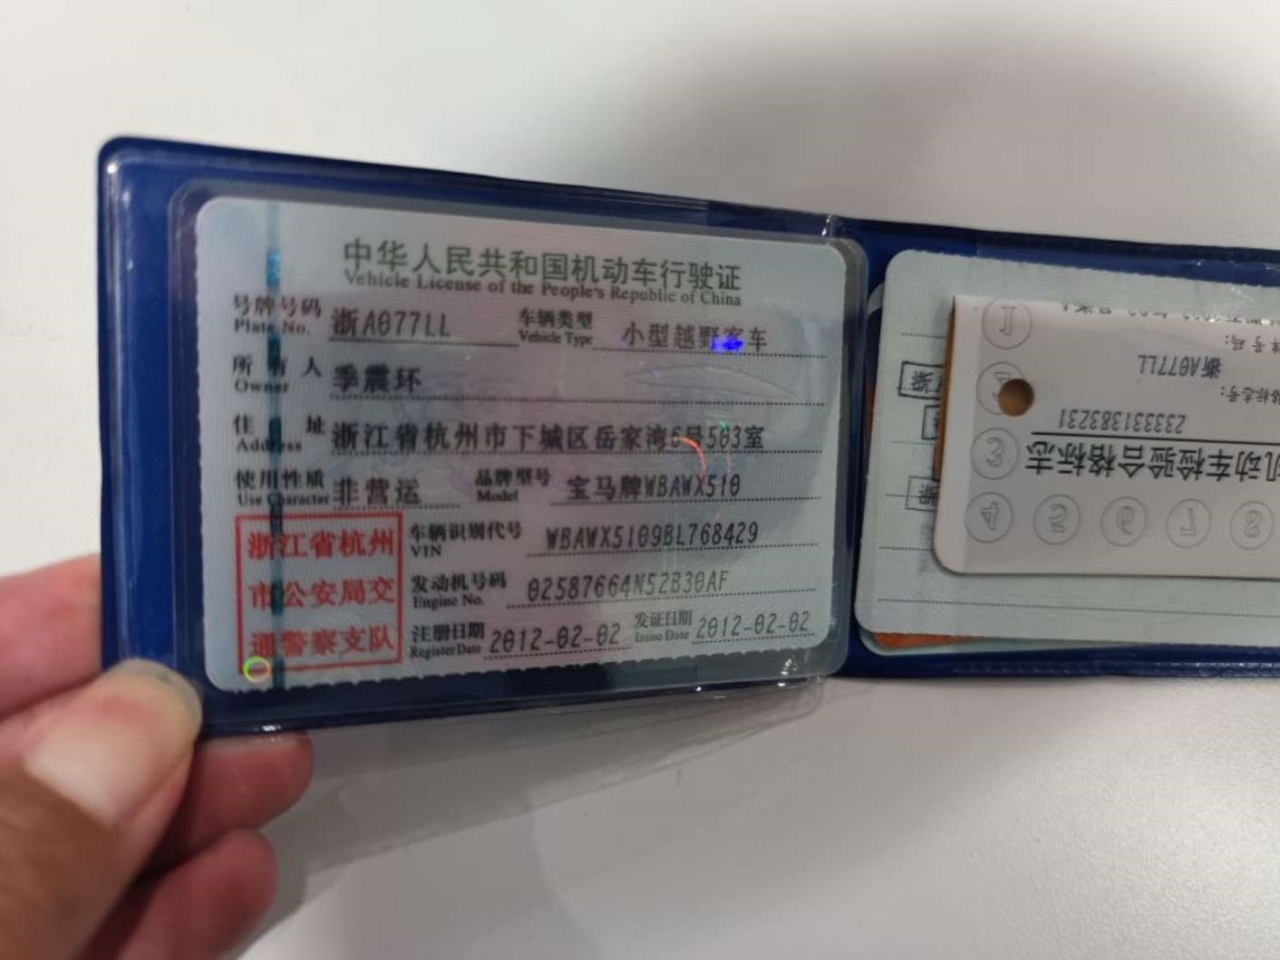 中华人民共和国机动车行驶证
Vehicle License of the People's Republic of China
号牌号码 浙A077LL 车辆类型 小型越野客车
Plate No. Vehicle Type
所有人 季震环
Owner
住址 浙江省杭州市下城区岳家湾6号503室
Address
使用性质 非营运 品牌型号 宝马牌WBAWX510
Use Character Model
浙江省杭州
市公安局交
通警察支队
车辆识别代号 WBAWX5109BL768429
VIN
发动机号码 02587664N52B30AF
Engine No.
注册日期 2012-02-02 发证日期 2012-02-02
Register Date Issue Date
浙A077LL
233331383231
机动车检验合格标志
1
3
4
5
6
7
8